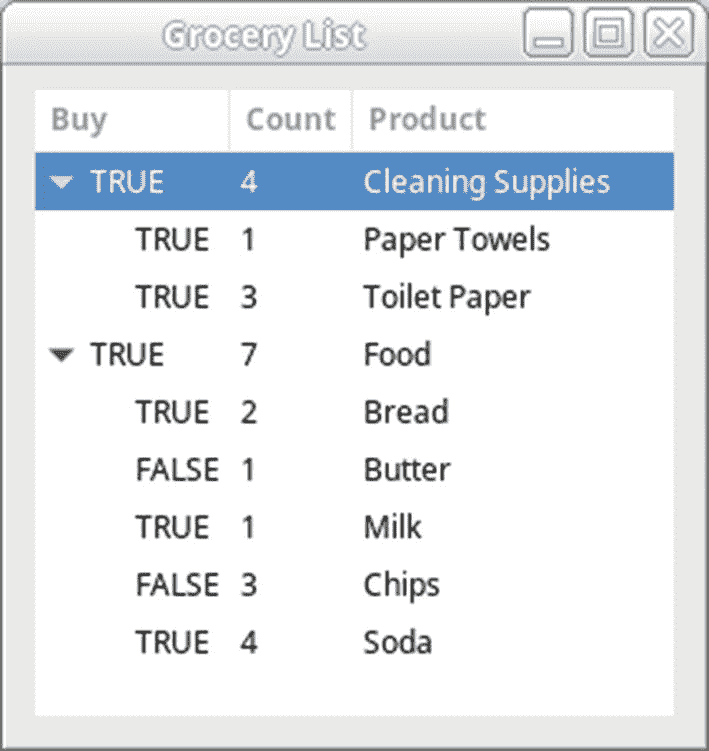 Grocery List
Buy Count Product
TRUE 4 Cleaning Supplies
TRUE 1 Paper Towels
TRUE 3 Toilet Paper
TRUE 7 Food
TRUE 2 Bread
FALSE 1 Butter
TRUE 1 Milk
FALSE 3 Chips
TRUE 4 Soda